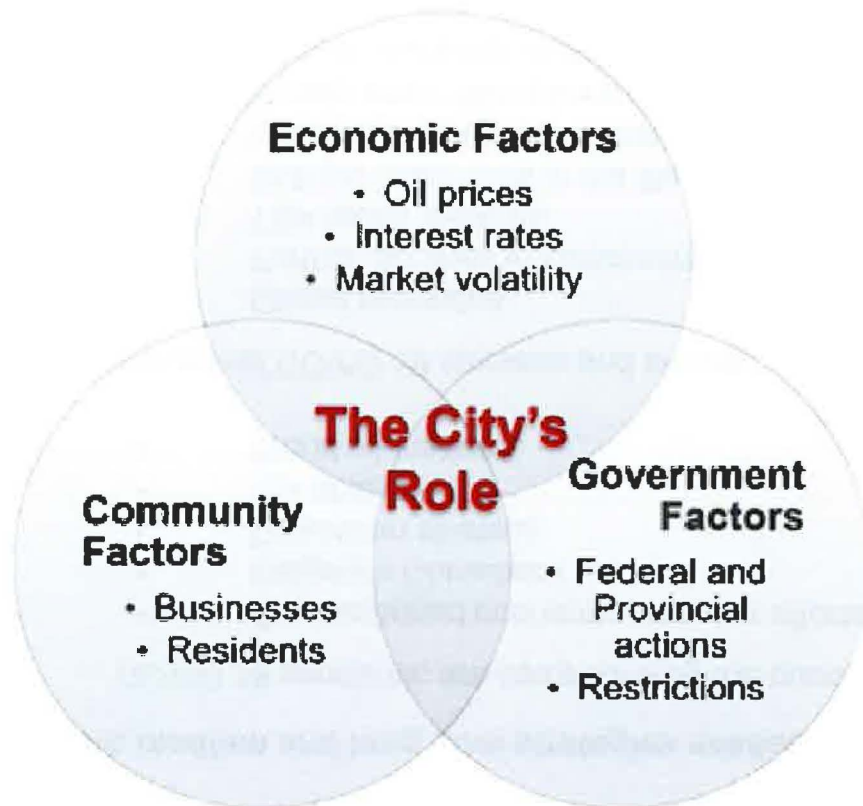 Economic Factors
• Oil prices
• Interest rates
• Market volatility
The City's
Role
Community
Factors
• Businesses
• Residents
Government
Factors
• Federal and
Provincial
actions
• Restrictions